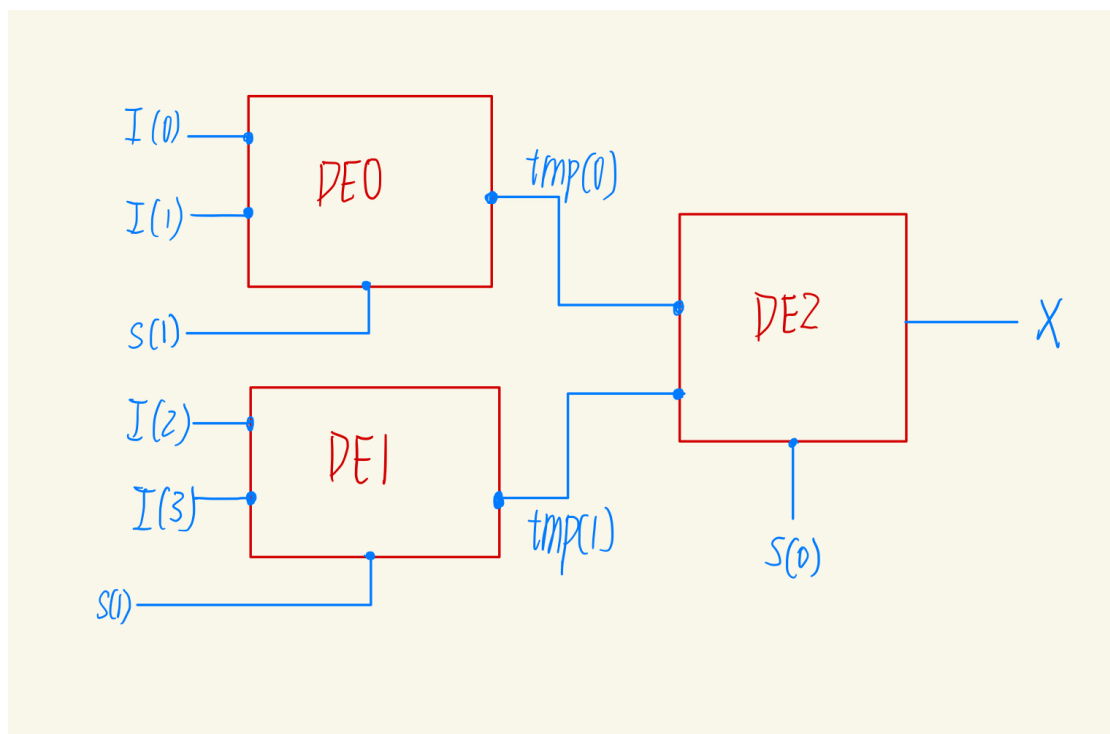 I(0)
DE0
tmp(0)
I(1)
S(1)
DE2
X
I(2)
DE1
I(3)
tmp(1)
S(0)
S(1)